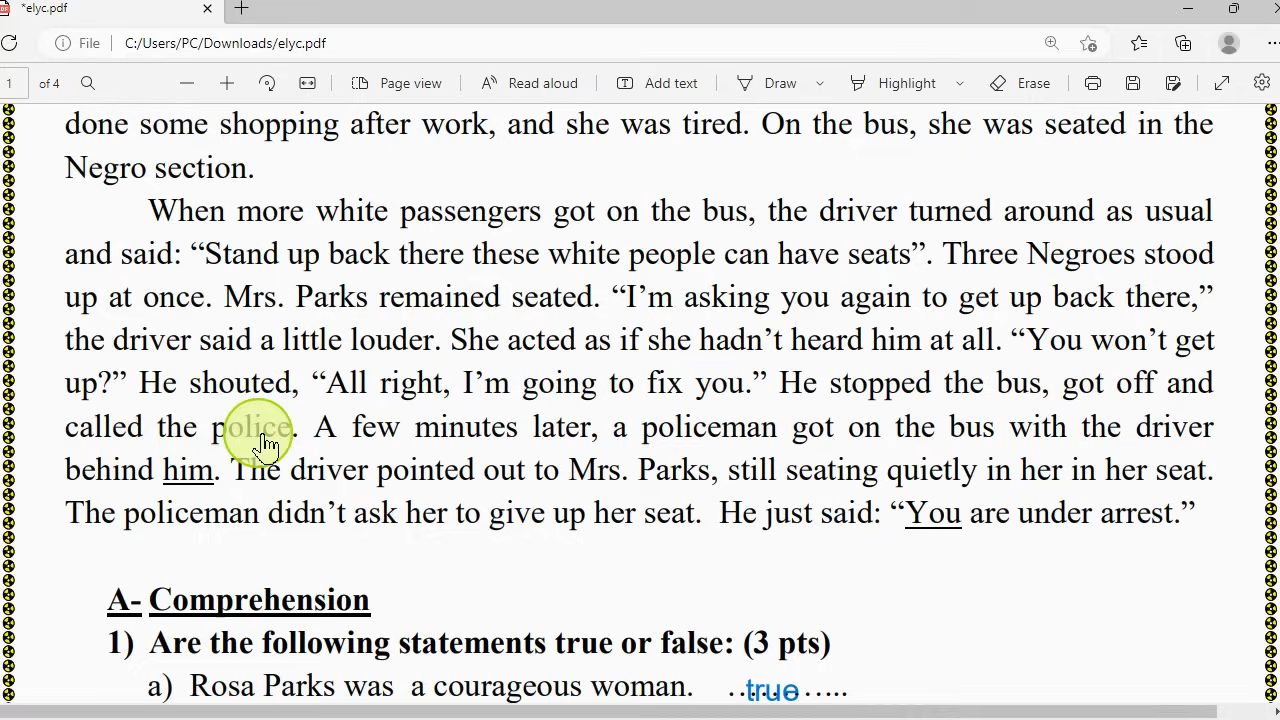 *elyc.pdf
File C:/Users/PC/Downloads/elyc.pdf
1 of 4 Page view Read aloud Add text Draw Highlight Erase
done some shopping after work, and she was tired. On the bus, she was seated in the
Negro section.
When more white passengers got on the bus, the driver turned around as usual
and said: “Stand up back there these white people can have seats”. Three Negroes stood
up at once. Mrs. Parks remained seated. “I’m asking you again to get up back there,”
the driver said a little louder. She acted as if she hadn’t heard him at all. “You won’t get
up?” He shouted, “All right, I’m going to fix you.” He stopped the bus, got off and
called the police. A few minutes later, a policeman got on the bus with the driver
behind him. The driver pointed out to Mrs. Parks, still seating quietly in her in her seat.
The policeman didn’t ask her to give up her seat. He just said: “You are under arrest.”
A- Comprehension
1) Are the following statements true or false: (3 pts)
a) Rosa Parks was a courageous woman. ..true.....